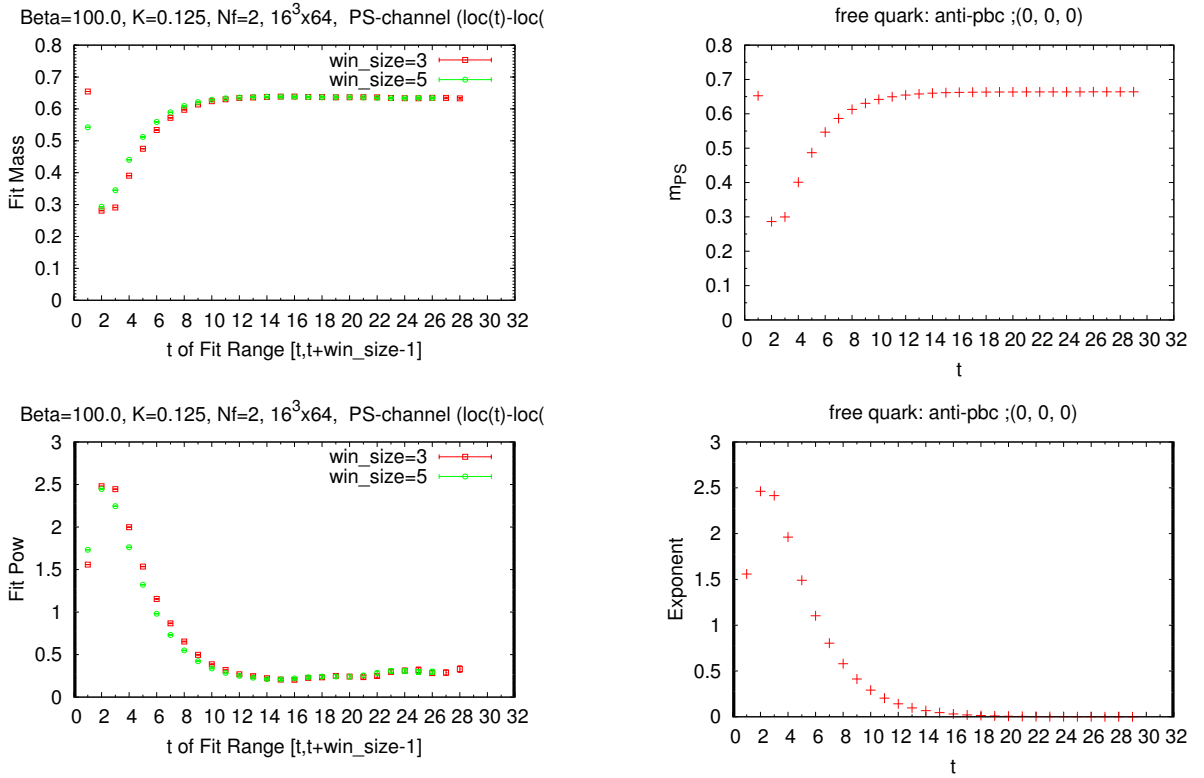 Beta=100.0, K=0.125, Nf=2, 16^3x64, PS-channel (loc(t)-loc(
Fit Mass
0.8
0.7
0.6
0.5
0.4
0.3
0.2
0.1
0
win_size=3
win_size=5
0 2 4 6 8 10 12 14 16 18 20 22 24 26 28 30 32
t of Fit Range [t,t+win_size-1]
free quark: anti-pbc ;(0, 0, 0)
m_PS
0.8
0.7
0.6
0.5
0.4
0.3
0.2
0.1
0
0 2 4 6 8 10 12 14 16 18 20 22 24 26 28 30 32
t
Beta=100.0, K=0.125, Nf=2, 16^3x64, PS-channel (loc(t)-loc(
Fit Pow
3
2.5
2
1.5
1
0.5
0
win_size=3
win_size=5
0 2 4 6 8 10 12 14 16 18 20 22 24 26 28 30 32
t of Fit Range [t,t+win_size-1]
free quark: anti-pbc ;(0, 0, 0)
Exponent
3
2.5
2
1.5
1
0.5
0
0 2 4 6 8 10 12 14 16 18 20 22 24 26 28 30 32
t